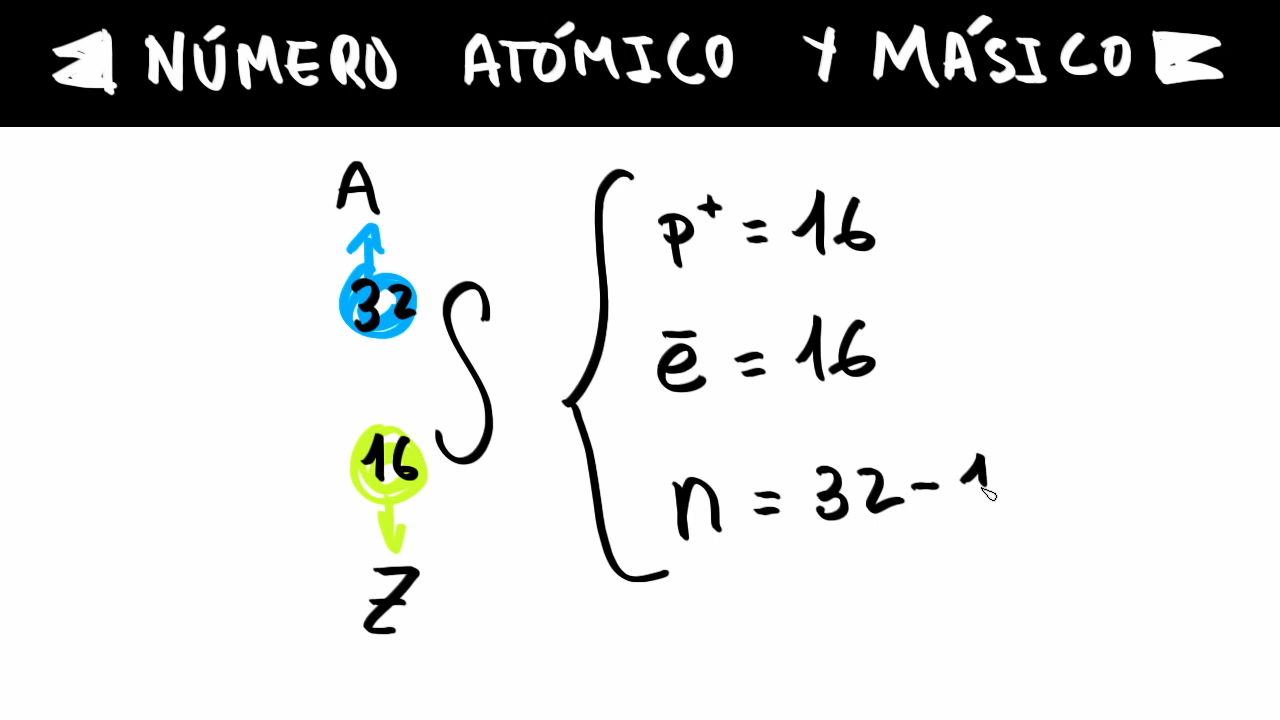 NÚMERO ATÓMICO Y MÁSICO
A
32
S
16
Z
p⁺ = 16
ē = 16
n = 32 - 1